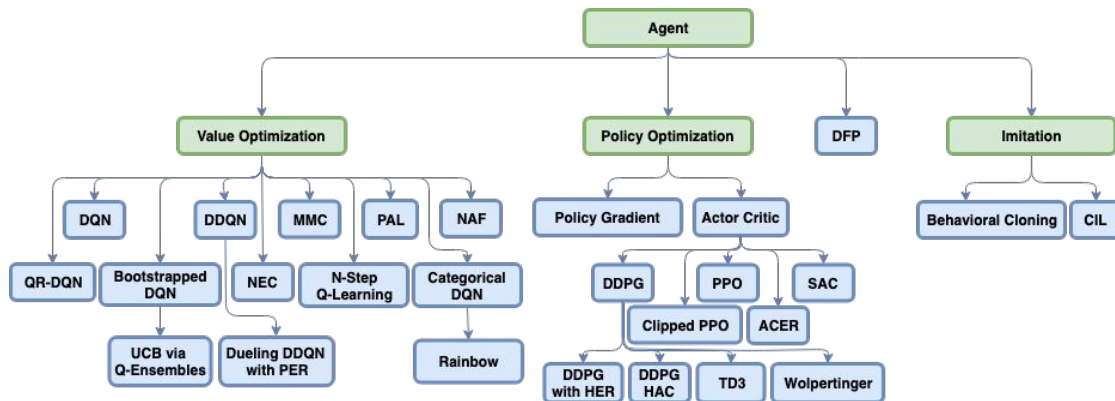 Agent
Value Optimization
Policy Optimization
DFP
Imitation
DQN
DDQN
MMC
PAL
NAF
Policy Gradient
Actor Critic
Behavioral Cloning
CIL
QR-DQN
Bootstrapped
DQN
NEC
N-Step
Q-Learning
Categorical
DQN
DDPG
PPO
SAC
Clipped PPO
ACER
UCB via
Q-Ensembles
Dueling DDQN
with PER
Rainbow
DDPG
with HER
DDPG
HAC
TD3
Wolpertinger